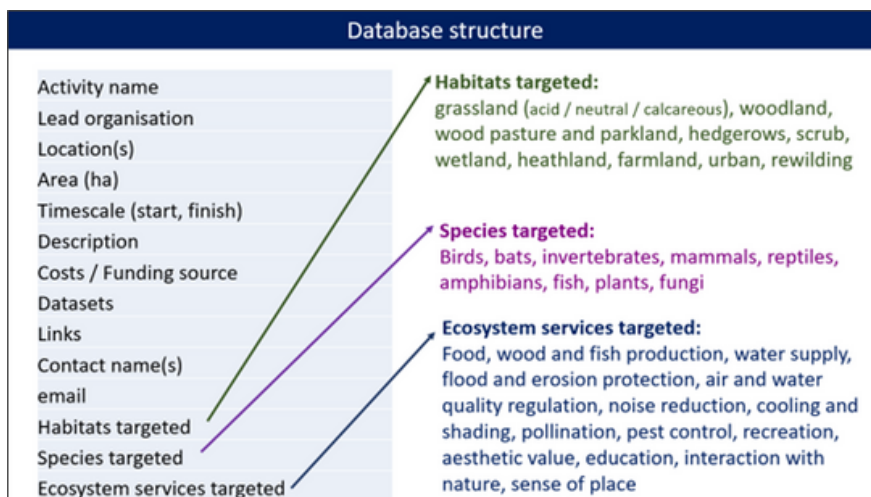 Database structure
Activity name
Lead organisation
Location(s)
Area (ha)
Timescale (start, finish)
Description
Costs / Funding source
Datasets
Links
Contact name(s)
email
Habitats targeted
Species targeted
Ecosystem services targeted
Habitats targeted:
grassland (acid / neutral / calcareous), woodland,
wood pasture and parkland, hedgerows, scrub,
wetland, heathland, farmland, urban, rewilding
Species targeted:
Birds, bats, invertebrates, mammals, reptiles,
amphibians, fish, plants, fungi
Ecosystem services targeted:
Food, wood and fish production, water supply,
flood and erosion protection, air and water
quality regulation, noise reduction, cooling and
shading, pollination, pest control, recreation,
aesthetic value, education, interaction with
nature, sense of place